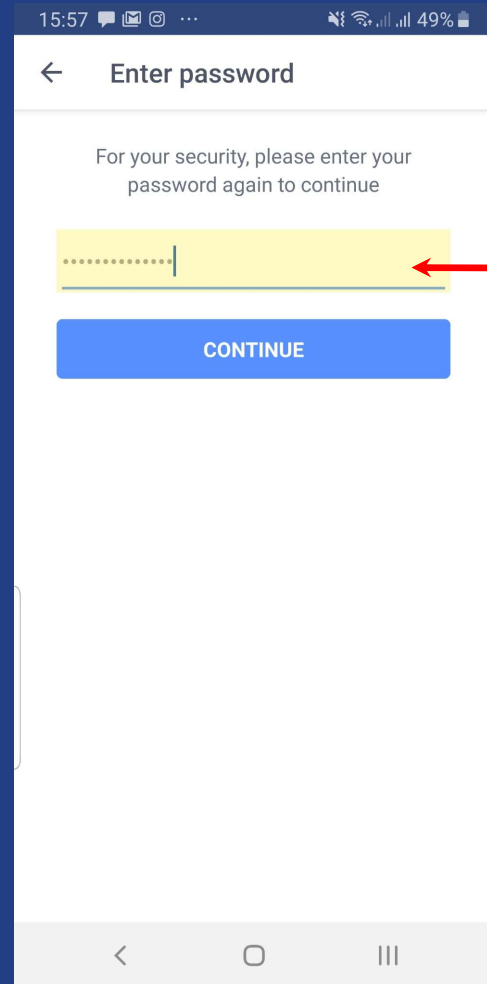 15:57 ... 49%
Enter password
For your security, please enter your
password again to continue
••••••••••••••
CONTINUE